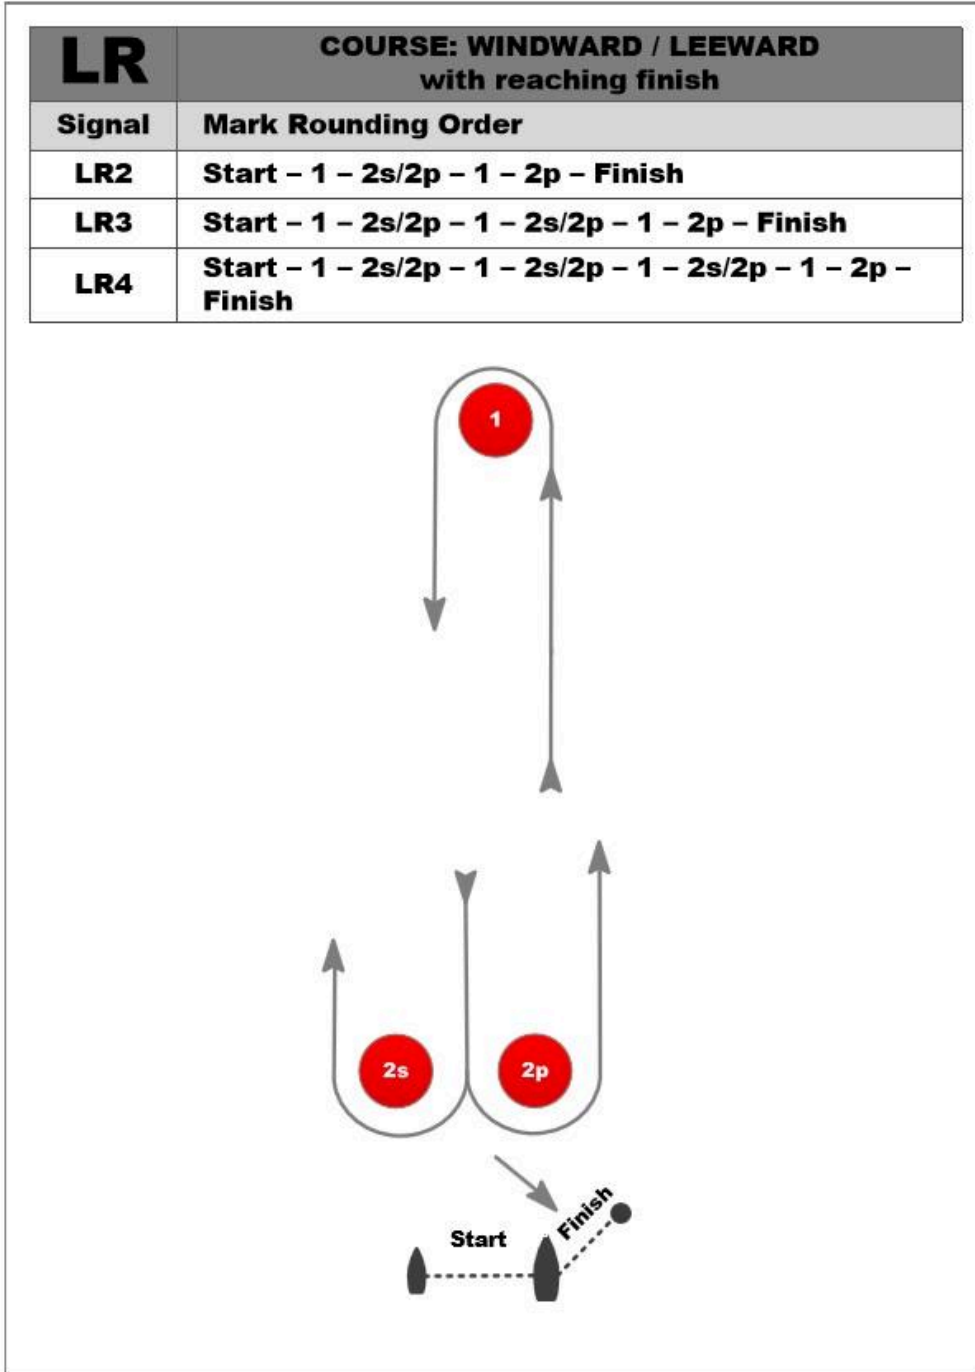 LR
COURSE: WINDWARD / LEEWARD
with reaching finish
Signal
Mark Rounding Order
LR2
Start – 1 – 2s/2p – 1 – 2p – Finish
LR3
Start – 1 – 2s/2p – 1 – 2s/2p – 1 – 2p – Finish
LR4
Start – 1 – 2s/2p – 1 – 2s/2p – 1 – 2s/2p – 1 – 2p –
Finish
1
2s
2p
Finish
Start